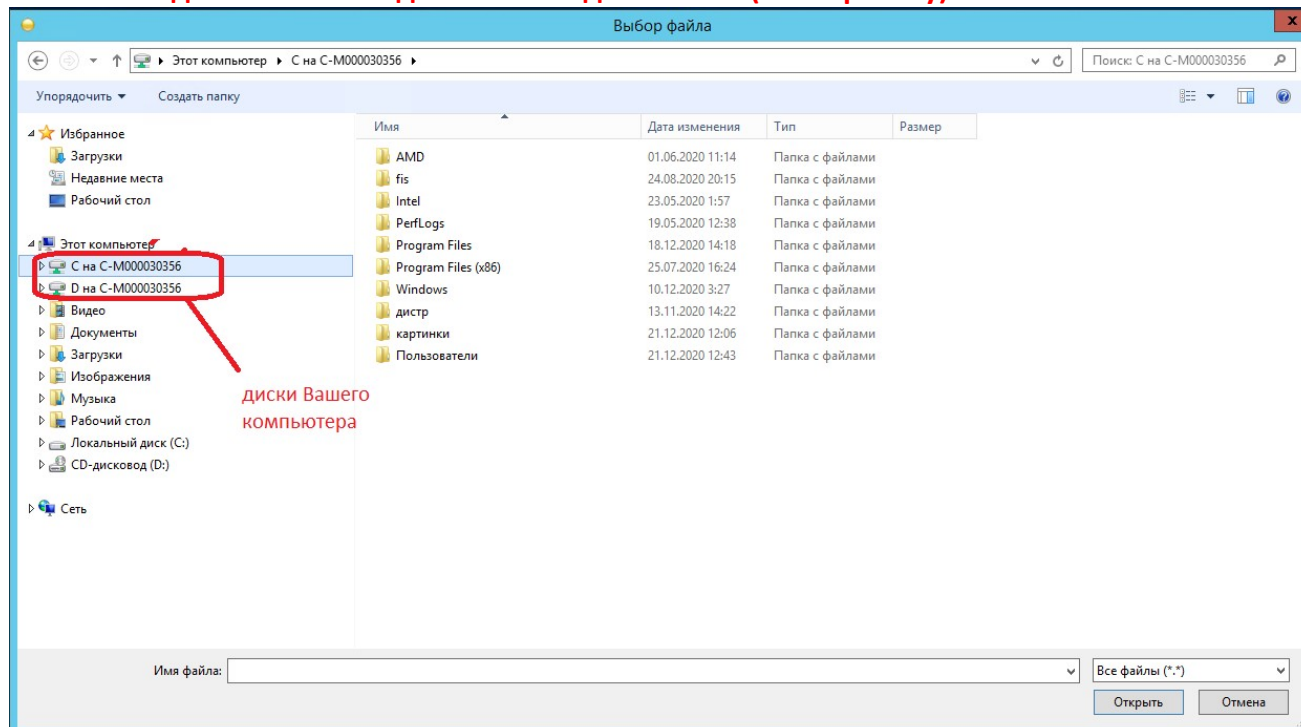 Выбор файла
x
Этот компьютер ▸ C на C-M000030356 ▸
Поиск: C на C-M000030356
Упорядочить ▾ Создать папку
Имя Дата изменения Тип Размер
Избранное
Загрузки
Недавние места
Рабочий стол
Этот компьютер
C на C-M000030356
D на C-M000030356
Видео
Документы
Загрузки
Изображения
Музыка
Рабочий стол
Локальный диск (C:)
CD-дисковод (D:)
Сеть
AMD 01.06.2020 11:14 Папка с файлами
fis 24.08.2020 20:15 Папка с файлами
Intel 23.05.2020 1:57 Папка с файлами
PerfLogs 19.05.2020 12:38 Папка с файлами
Program Files 18.12.2020 14:18 Папка с файлами
Program Files (x86) 25.07.2020 16:24 Папка с файлами
Windows 10.12.2020 3:27 Папка с файлами
дистр 13.11.2020 14:22 Папка с файлами
картинки 21.12.2020 12:06 Папка с файлами
Пользователи 21.12.2020 12:43 Папка с файлами
диски Вашего
компьютера
Имя файла:
Все файлы (*.*)
Открыть Отмена